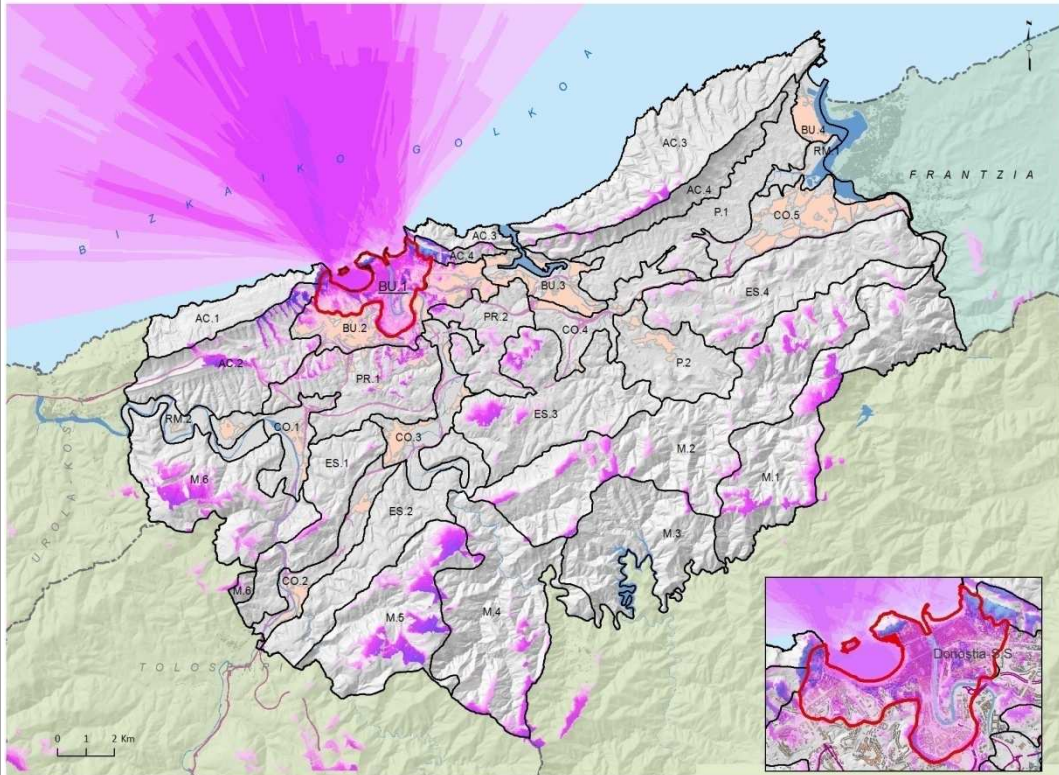 N
BIZKAIKO GOLKOA
FRANTZIA
BU.4
RM.1
AC.3
AC.4
P.1
CO.5
AC.3
AC.4
BU.1
BU.3
ES.4
AC.1
BU.2
PR.2
CO.4
P.2
AC.2
PR.1
RM.2
CO.1
CO.3
ES.3
ES.1
M.2
M.1
M.6
ES.2
M.3
M.6
CO.2
M.5
M.4
UROLA KOS
TOLOS
Donostia-S.S
0 1 2 Km